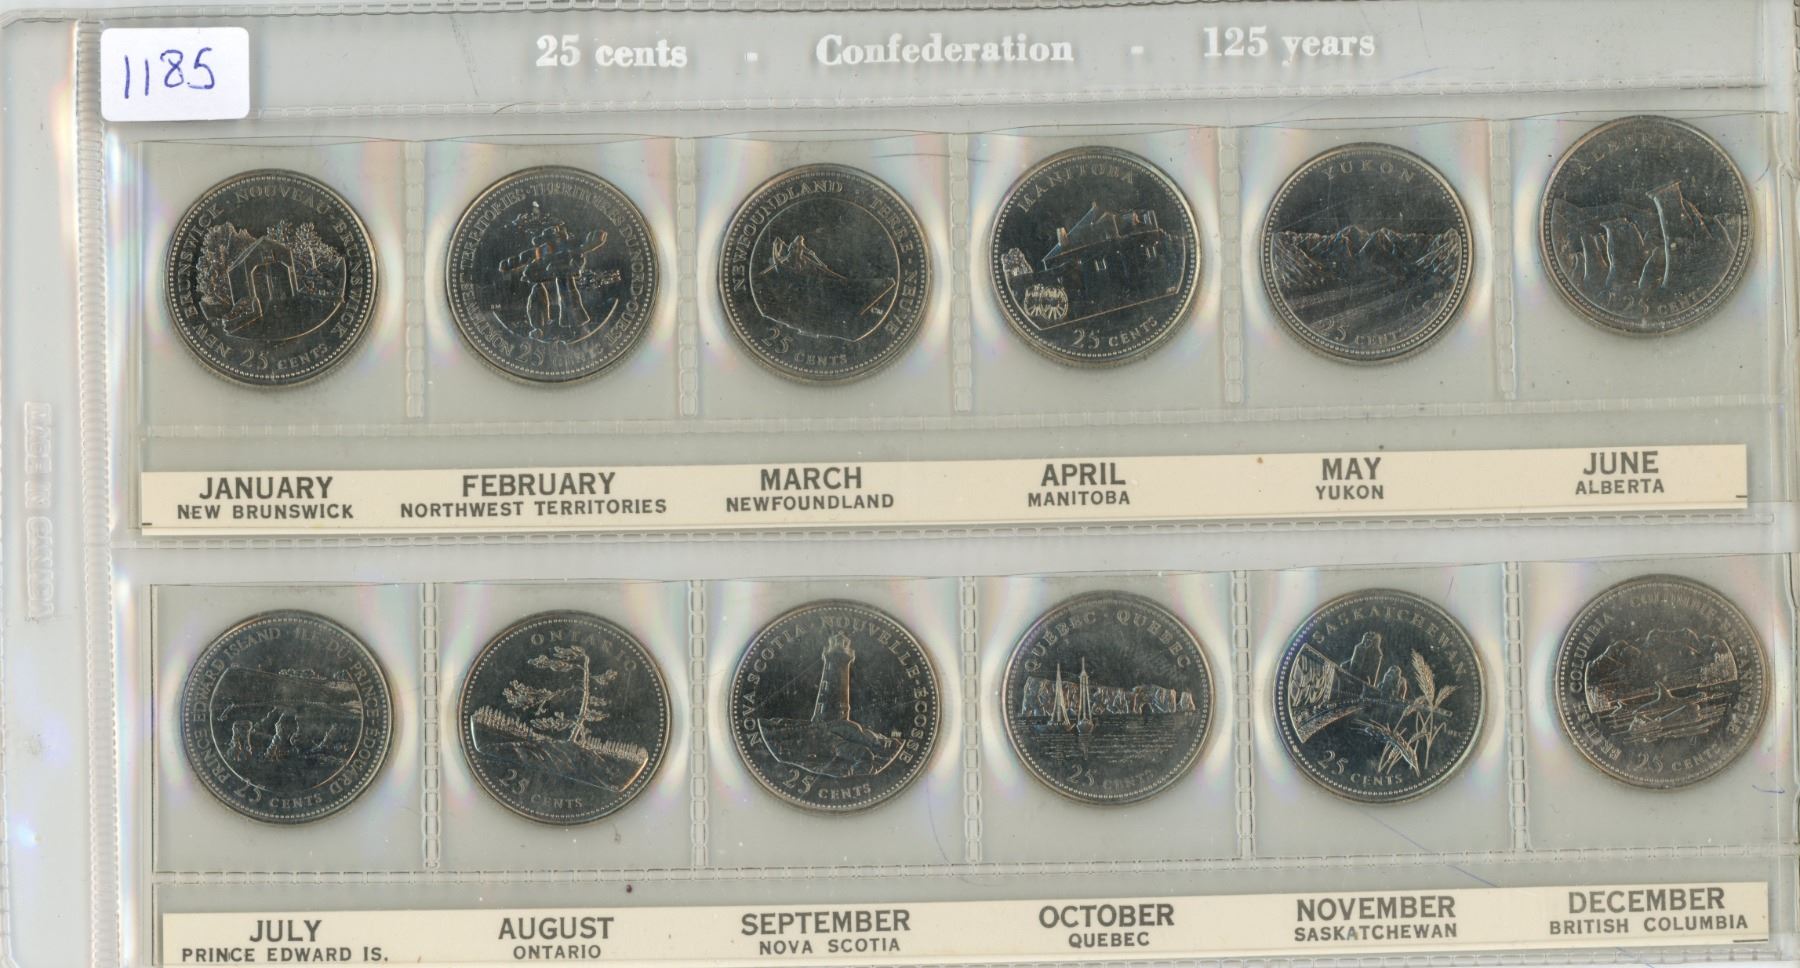 1185
25 cents - Confederation - 125 years
NEW BRUNSWICK · NOUVEAU-BRUNSWICK
25 CENTS
NORTHWEST TERRITORIES · TERRITOIRES DU NORD-OUEST
25 CENTS
NEWFOUNDLAND · TERRE-NEUVE
25 CENTS
MANITOBA
25 CENTS
YUKON
25 CENTS
ALBERTA
25 CENTS
JANUARY FEBRUARY MARCH APRIL MAY JUNE
NEW BRUNSWICK NORTHWEST TERRITORIES NEWFOUNDLAND MANITOBA YUKON ALBERTA
MADE IN CANADA
PRINCE EDWARD ISLAND · ÎLE-DU-PRINCE-ÉDOUARD
25 CENTS
ONTARIO
25 CENTS
NOVA SCOTIA · NOUVELLE-ÉCOSSE
25 CENTS
QUÉBEC · QUEBEC
25 CENTS
SASKATCHEWAN
25 CENTS
BRITISH COLUMBIA · COLOMBIE-BRITANNIQUE
25 CENTS
JULY AUGUST SEPTEMBER OCTOBER NOVEMBER DECEMBER
PRINCE EDWARD IS. ONTARIO NOVA SCOTIA QUEBEC SASKATCHEWAN BRITISH COLUMBIA